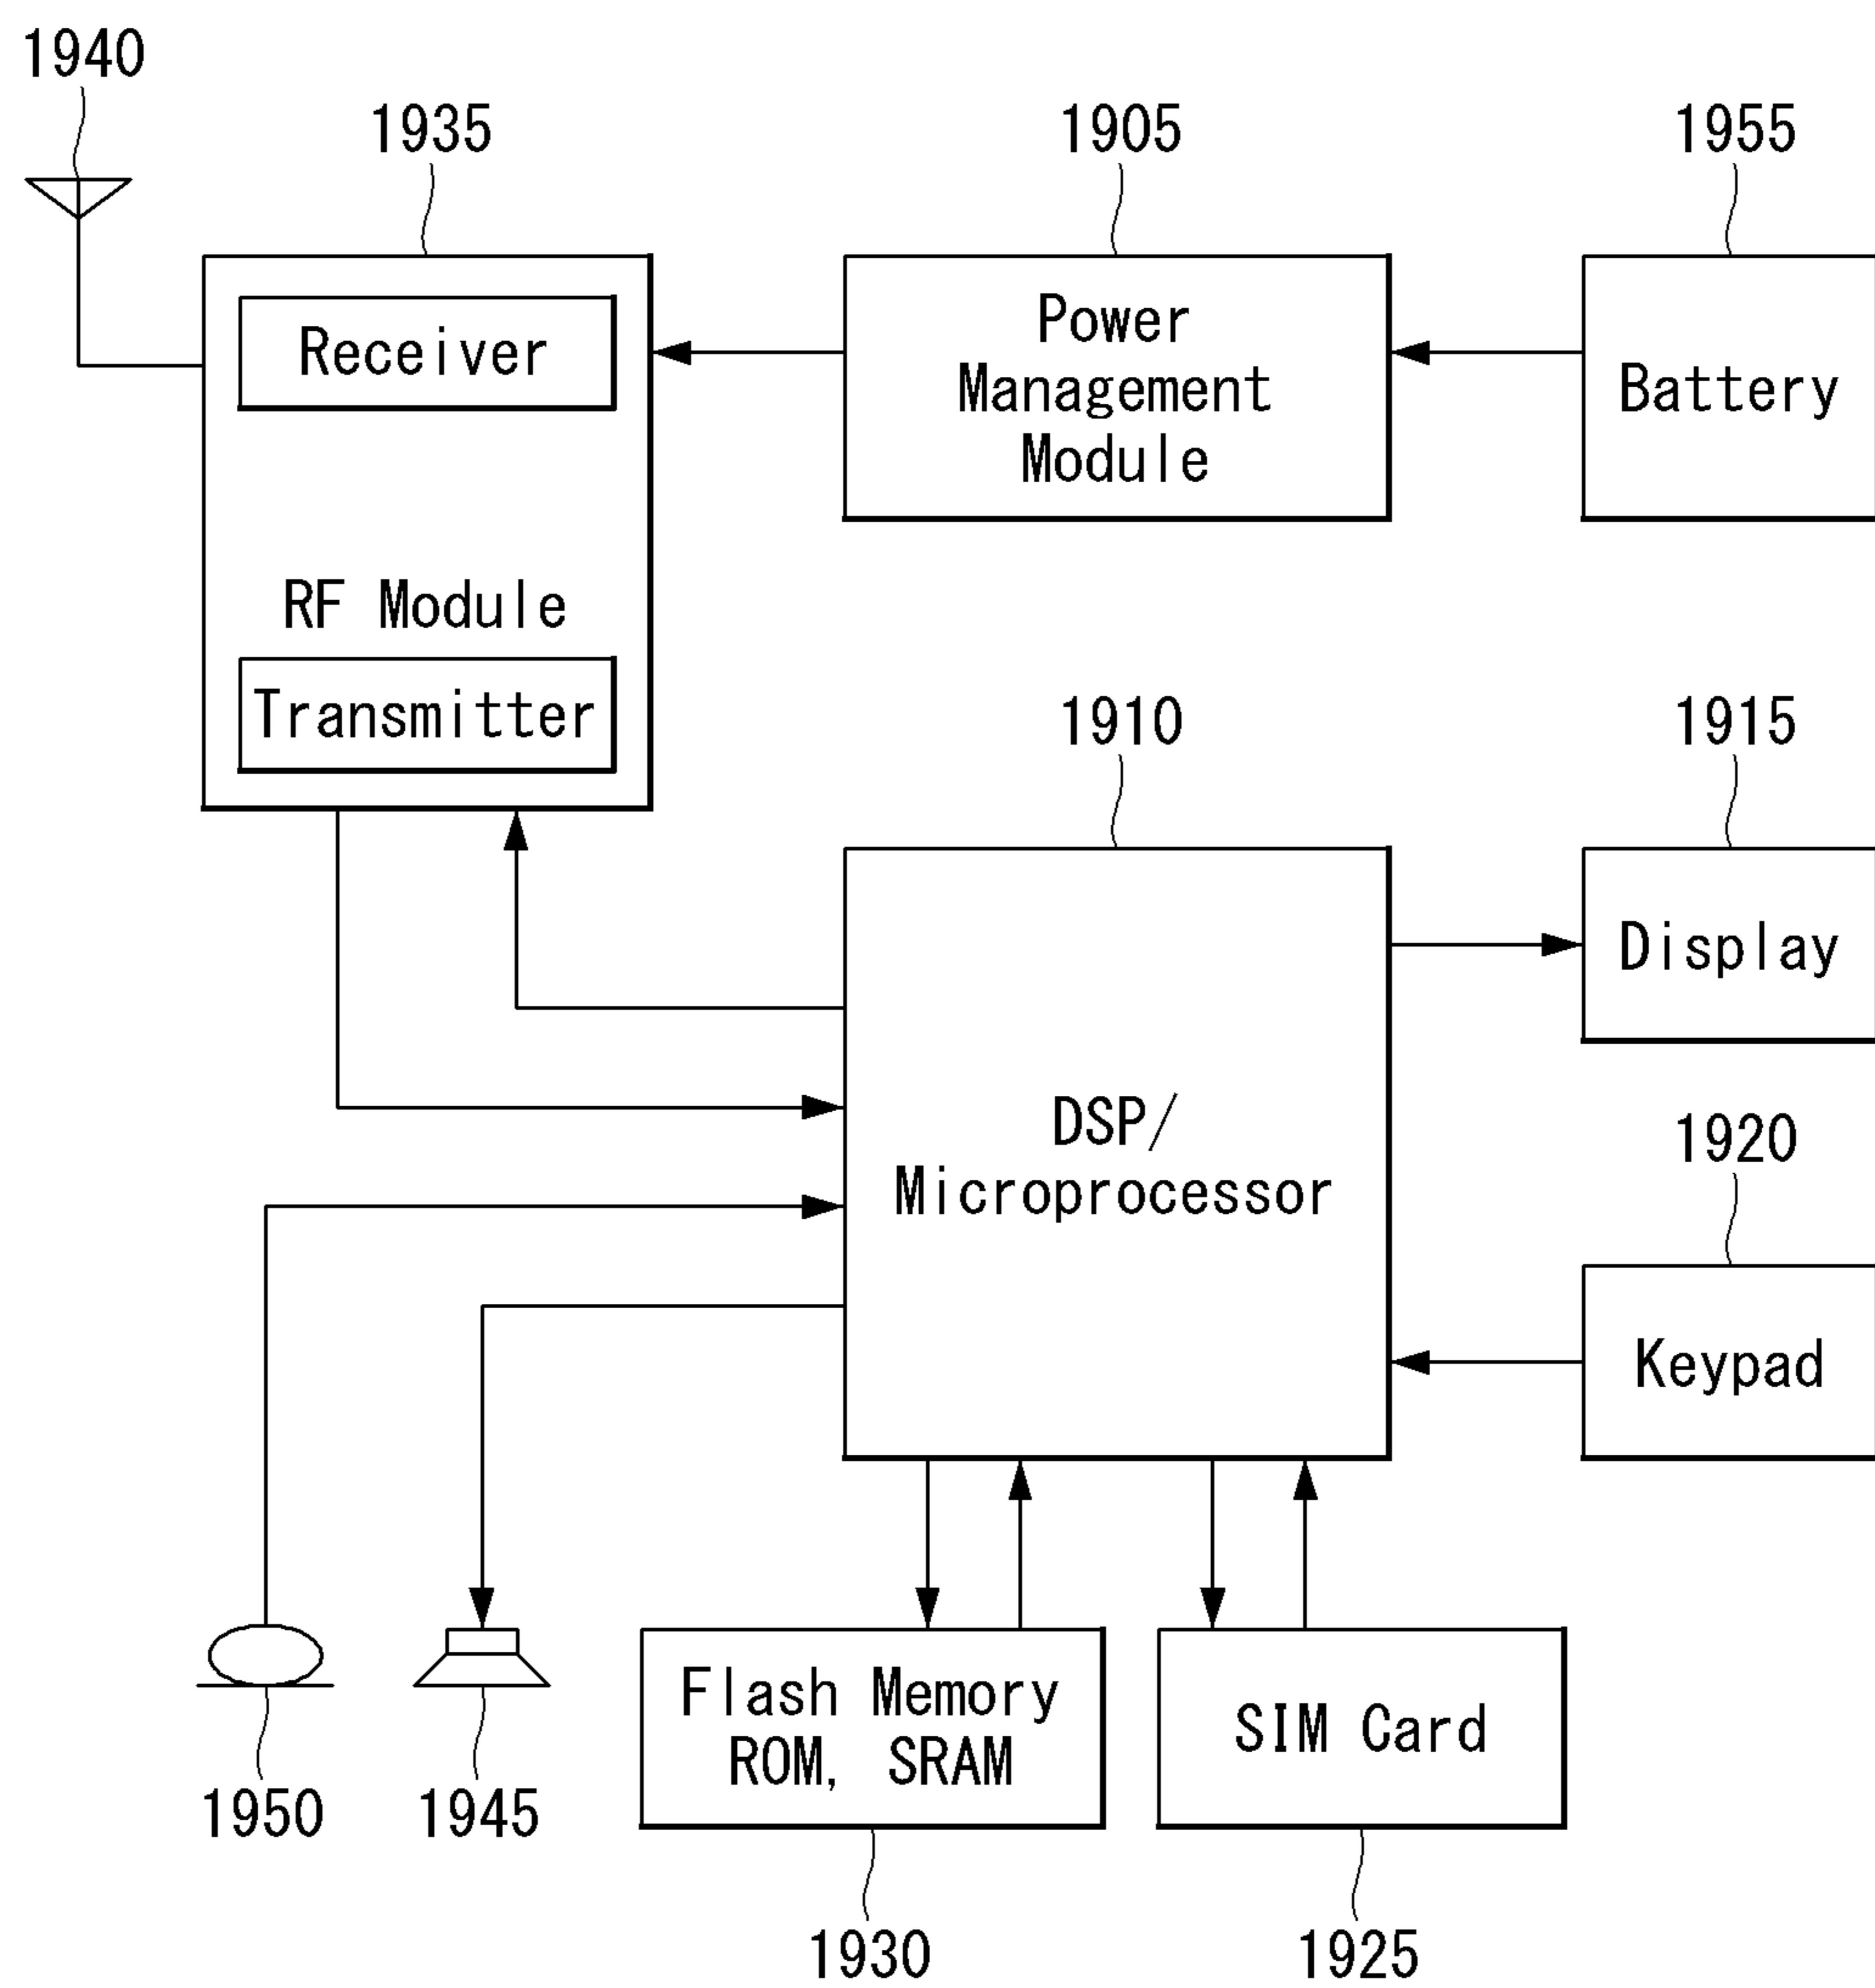 1940
1935
1905
1955
Receiver
RF Module
Transmitter
Power
Management
Module
Battery
1910
1915
DSP/
Microprocessor
Display
1920
Keypad
1950
1945
Flash Memory
ROM, SRAM
SIM Card
1930
1925